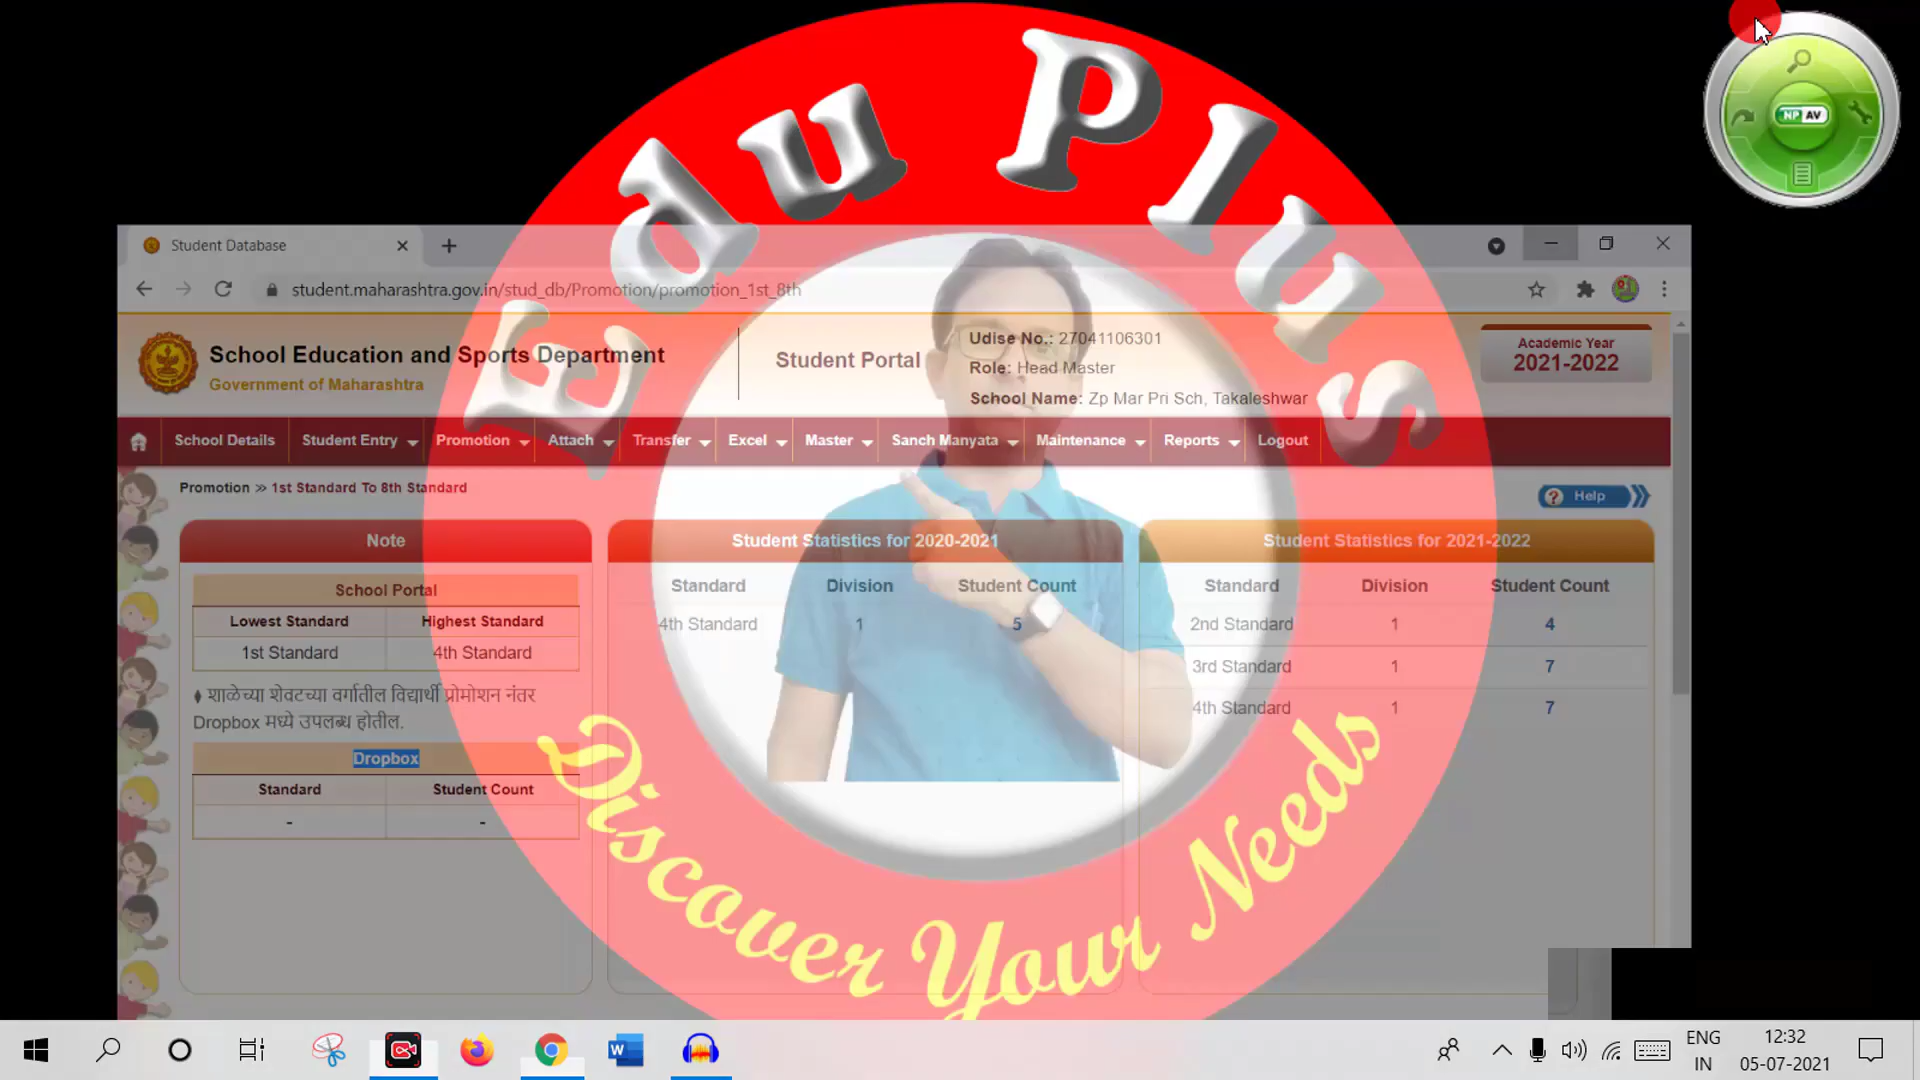 Edu Plus
NP AV
Student Database
student.maharashtra.gov.in/stud_db/Promotion/promotion_1st_8th
School Education and Sports Department
Government of Maharashtra
Student Portal
Udise No.: 27041106301
Role: Head Master
School Name: Zp Mar Pri Sch, Takaleshwar
Academic Year
2021-2022
School Details Student Entry Promotion Attach Transfer Excel Master Sanch Manyata Maintenance Reports Logout
Promotion >> 1st Standard To 8th Standard
? Help
Note
School Portal
Lowest Standard Highest Standard
1st Standard 4th Standard
शाळेच्या शेवटच्या वर्गातील विद्यार्थी प्रोमोशन नंतर
Dropbox मध्ये उपलब्ध होतील.
Dropbox
Standard Student Count
- -
Student Statistics for 2020-2021
Standard Division Student Count
4th Standard 1 5
Student Statistics for 2021-2022
Standard Division Student Count
2nd Standard 1 4
3rd Standard 1 7
4th Standard 1 7
Discover Your Needs
ENG
IN
12:32
05-07-2021